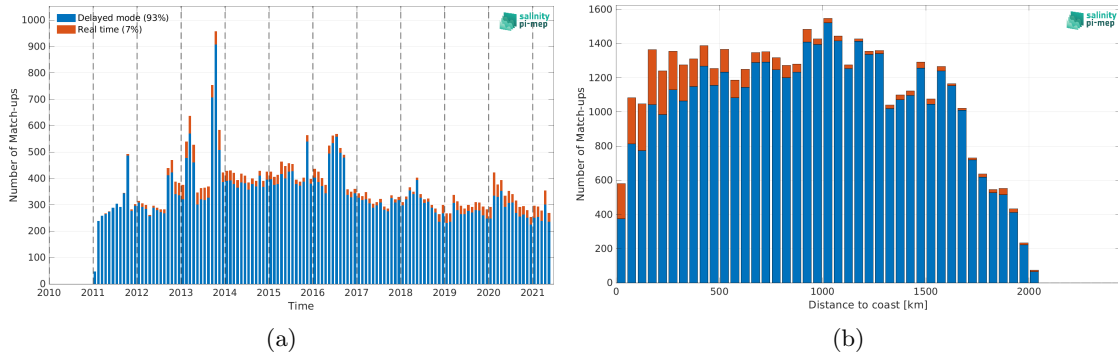 Delayed mode (93%)
Real time (7%)
salinity
pi-mep
Number of Match-ups
1000
900
800
700
600
500
400
300
200
100
0
2010 2011 2012 2013 2014 2015 2016 2017 2018 2019 2020 2021
Time
(a)
salinity
pi-mep
Number of Match-ups
1600
1400
1200
1000
800
600
400
200
0
0 500 1000 1500 2000
Distance to coast [km]
(b)